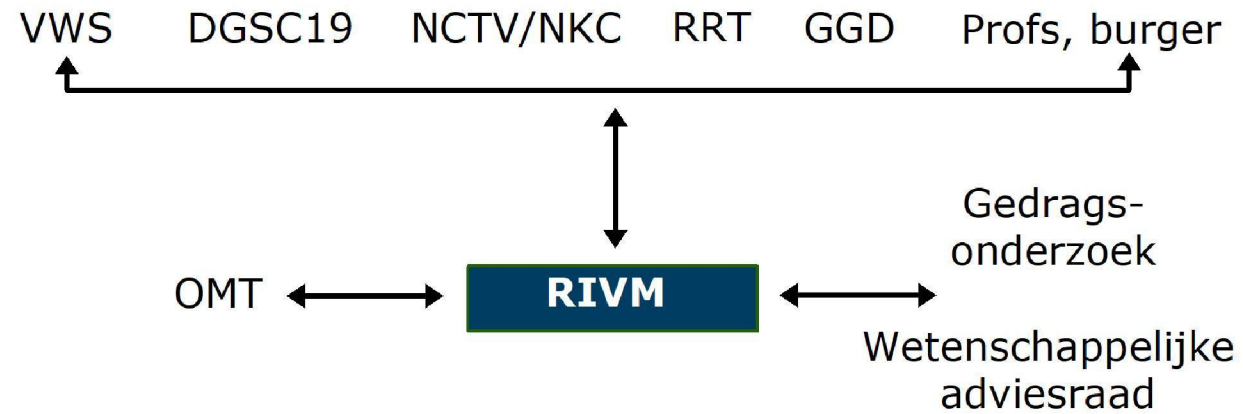 VWS DGSC19 NCTV/NKC RRT GGD Profs, burger
Gedrags-
onderzoek
OMT RIVM
Wetenschappelijke
adviesraad